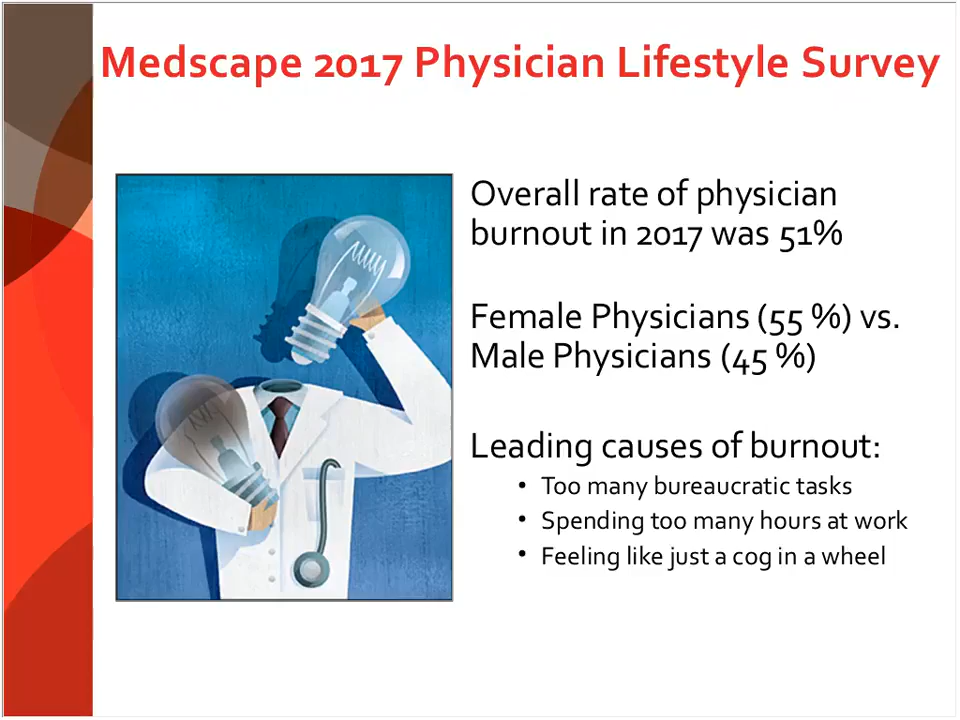 Medscape 2017 Physician Lifestyle Survey
Overall rate of physician
burnout in 2017 was 51%
Female Physicians (55 %) vs.
Male Physicians (45 %)
Leading causes of burnout:
• Too many bureaucratic tasks
• Spending too many hours at work
• Feeling like just a cog in a wheel